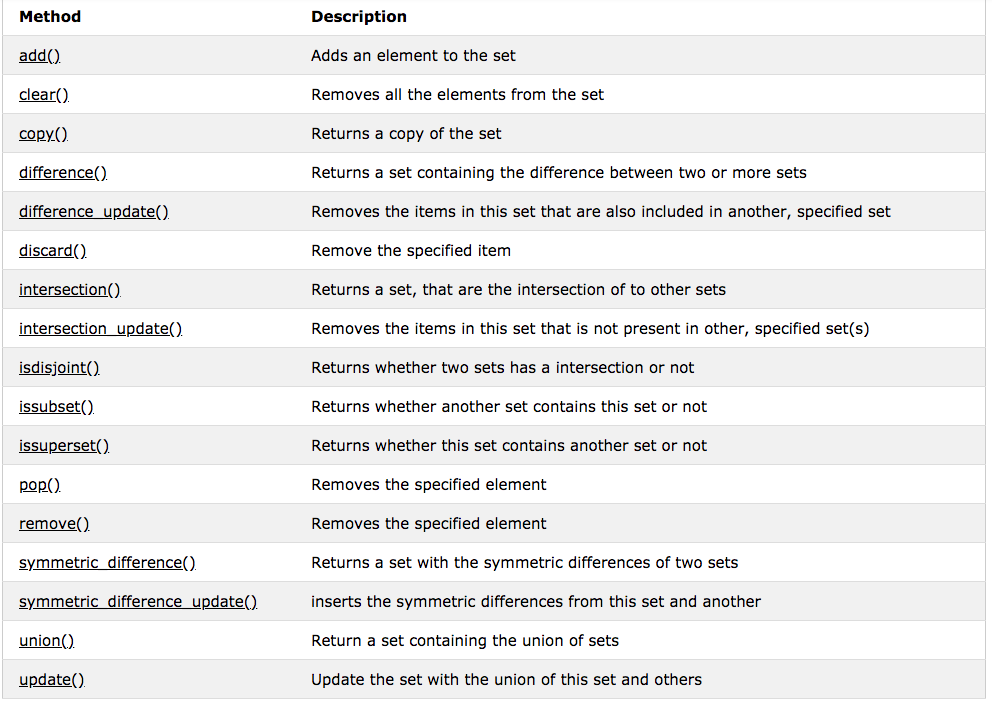 Method Description
add() Adds an element to the set
clear() Removes all the elements from the set
copy() Returns a copy of the set
difference() Returns a set containing the difference between two or more sets
difference_update() Removes the items in this set that are also included in another, specified set
discard() Remove the specified item
intersection() Returns a set, that are the intersection of to other sets
intersection_update() Removes the items in this set that is not present in other, specified set(s)
isdisjoint() Returns whether two sets has a intersection or not
issubset() Returns whether another set contains this set or not
issuperset() Returns whether this set contains another set or not
pop() Removes the specified element
remove() Removes the specified element
symmetric_difference() Returns a set with the symmetric differences of two sets
symmetric_difference_update() inserts the symmetric differences from this set and another
union() Return a set containing the union of sets
update() Update the set with the union of this set and others